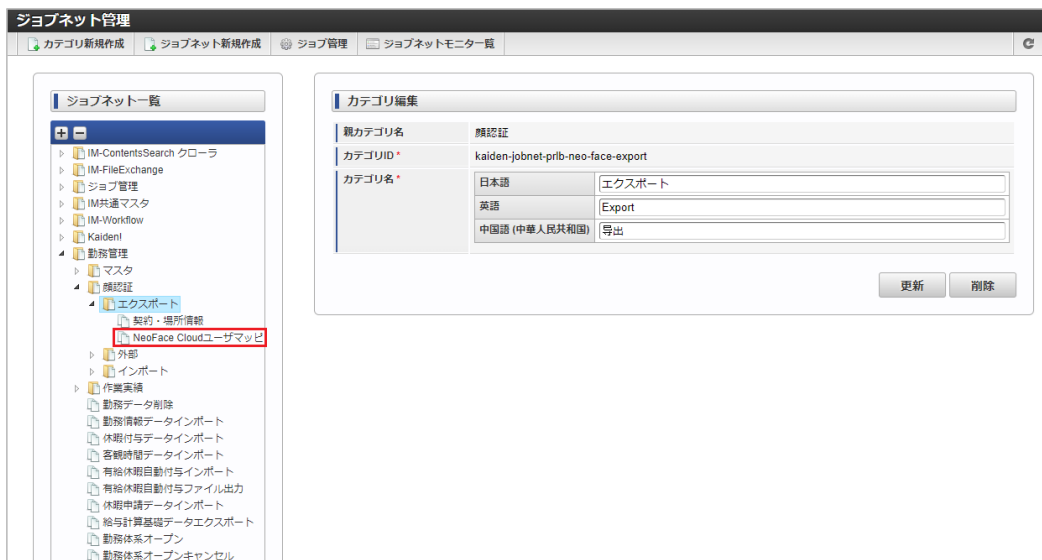 ジョブネット管理
カテゴリ新規作成 ジョブネット新規作成 ジョブ管理 ジョブネットモニタ一覧
ジョブネット一覧
IM-ContentsSearch クローラ
IM-FileExchange
ジョブ管理
IM共通マスタ
IM-Workflow
Kaiden!
勤務管理
マスタ
顔認証
エクスポート
契約・場所情報
NeoFace Cloudユーザマッピ
外部
インポート
作業実績
勤務データ削除
勤務情報データインポート
休暇付与データインポート
客観時間データインポート
有給休暇自動付与インポート
有給休暇自動付与ファイル出力
休暇申請データインポート
給与計算基礎データエクスポート
勤務体系オープン
勤務体系オープンキャンセル
カテゴリ編集
親カテゴリ名 顔認証
カテゴリID * kaiden-jobnet-prlb-neo-face-export
カテゴリ名 *
日本語 エクスポート
英語 Export
中国語 (中華人民共和国) 导出
更新 削除